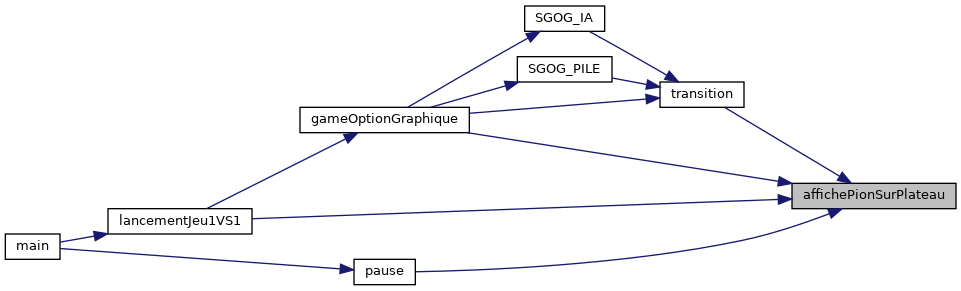 SGOG_IA
SGOG_PILE
transition
gameOptionGraphique
affichePionSurPlateau
lancementJeu1VS1
main
pause